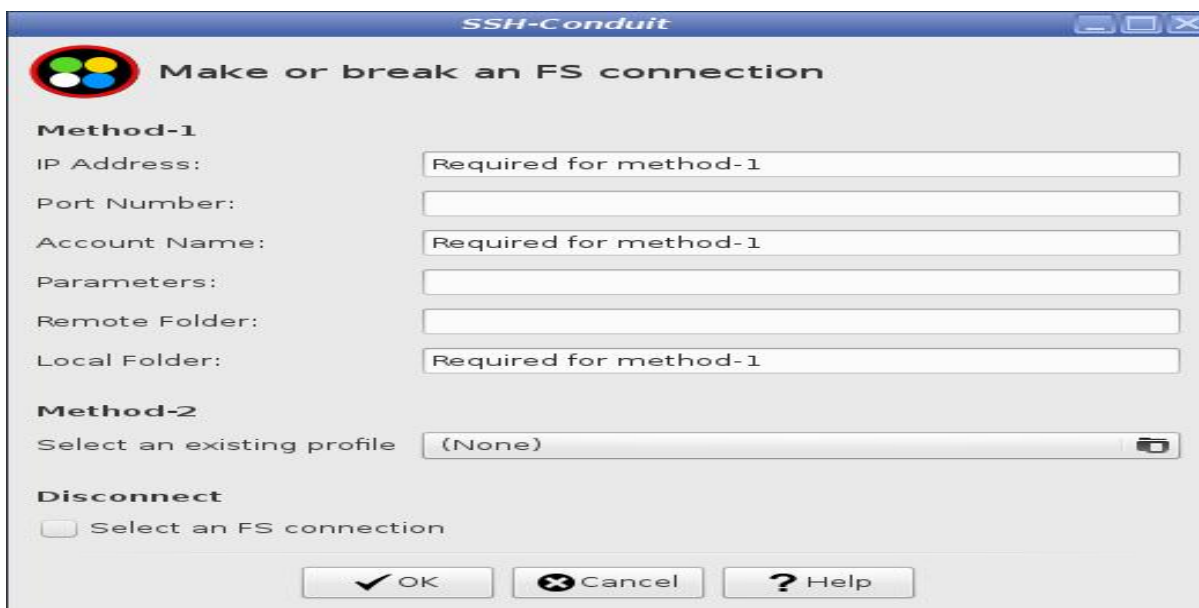 SSH-Conduit
Make or break an FS connection
Method-1
IP Address: Required for method-1
Port Number:
Account Name: Required for method-1
Parameters:
Remote Folder:
Local Folder: Required for method-1
Method-2
Select an existing profile (None)
Disconnect
Select an FS connection
OK Cancel ? Help